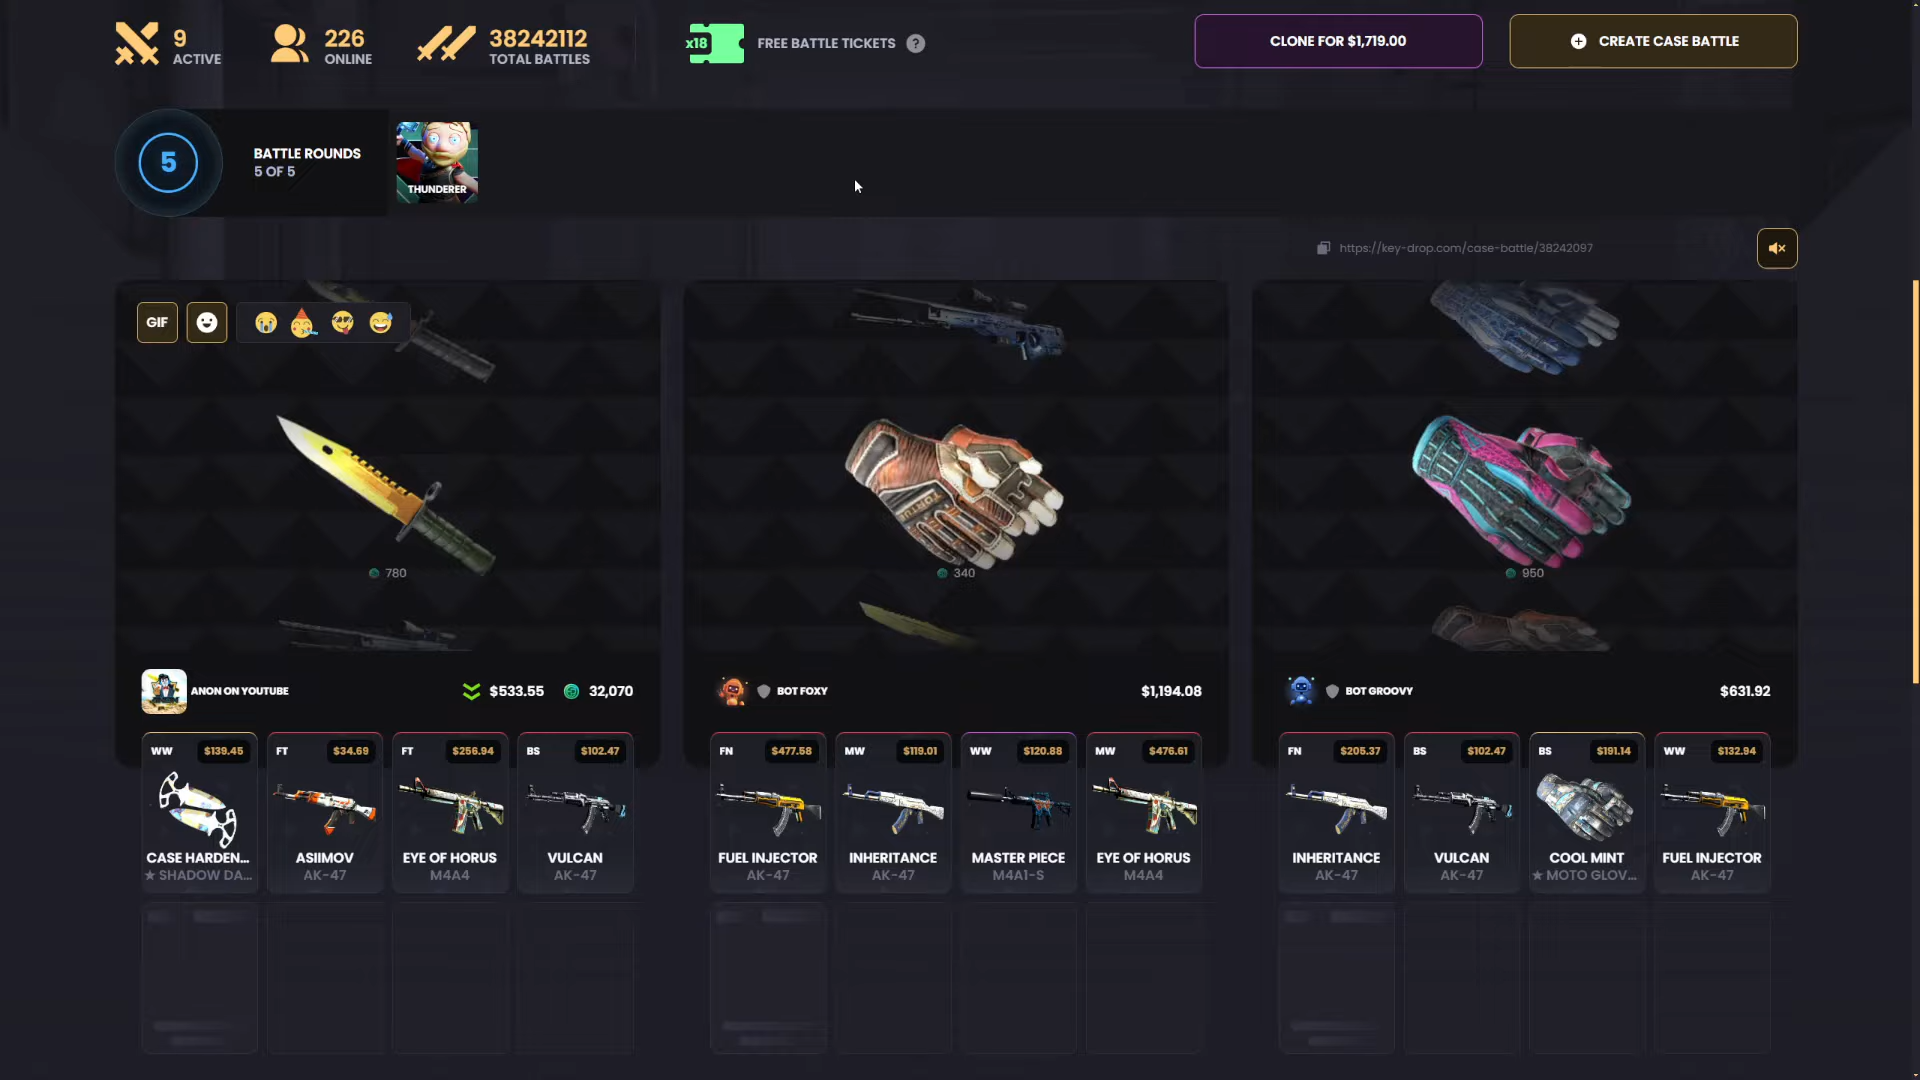 9
ACTIVE
226
ONLINE
38242112
TOTAL BATTLES
x18
FREE BATTLE TICKETS ?
CLONE FOR $1,719.00
CREATE CASE BATTLE
5
BATTLE ROUNDS
5 OF 5
THUNDERER
https://key-drop.com/case-battle/38242097
GIF
780
340
950
ANON ON YOUTUBE
$533.55
32,070
BOT FOXY
$1,194.08
BOT GROOVY
$631.92
WW $139.45
CASE HARDEN...
★ SHADOW DA...
FT $34.69
ASIIMOV
AK-47
FT $256.94
EYE OF HORUS
M4A4
BS $102.47
VULCAN
AK-47
FN $477.58
FUEL INJECTOR
AK-47
MW $119.01
INHERITANCE
AK-47
WW $120.88
MASTER PIECE
M4A1-S
MW $476.61
EYE OF HORUS
M4A4
FN $205.37
INHERITANCE
AK-47
BS $102.47
VULCAN
AK-47
BS $191.14
COOL MINT
★ MOTO GLOV...
WW $132.94
FUEL INJECTOR
AK-47